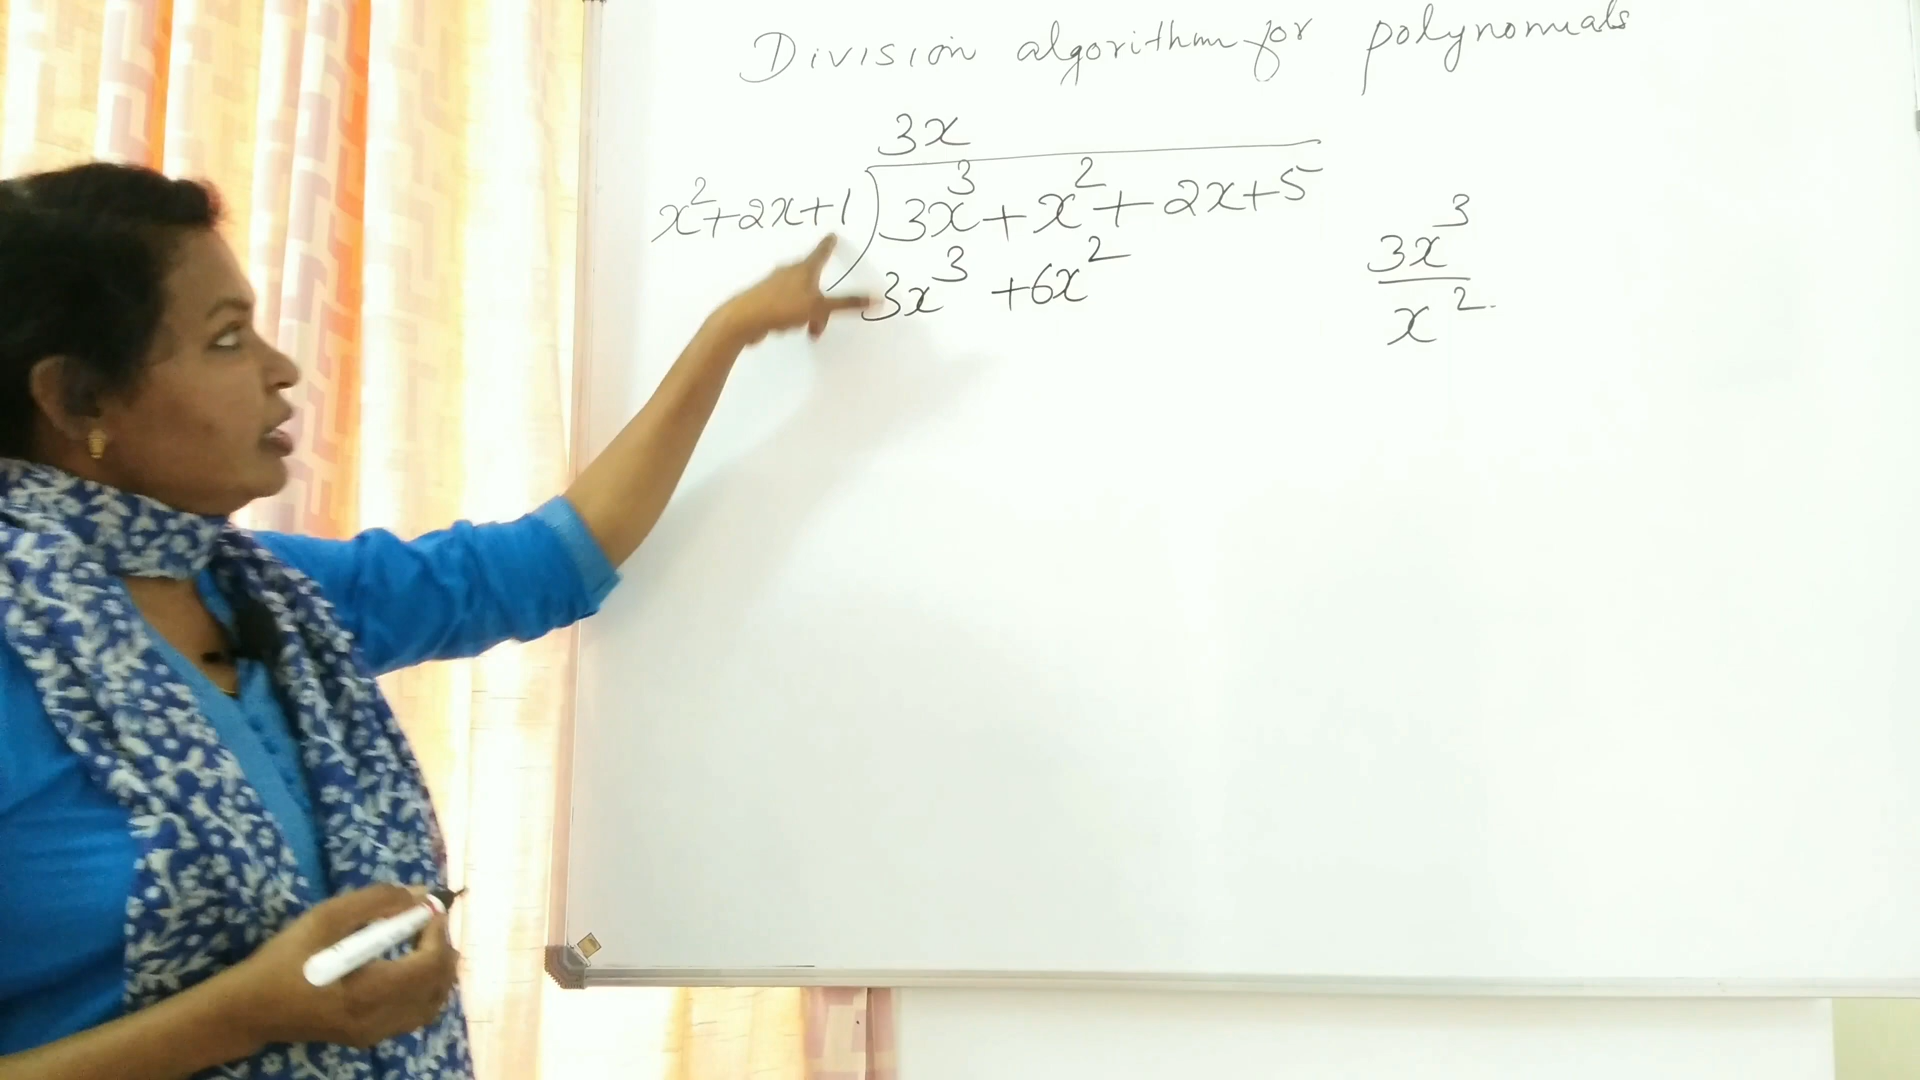 Division algorithm for polynomials
3x
x²+2x+1 ) 3x³+x²+2x+5
3x³ +6x²
3x³
x²